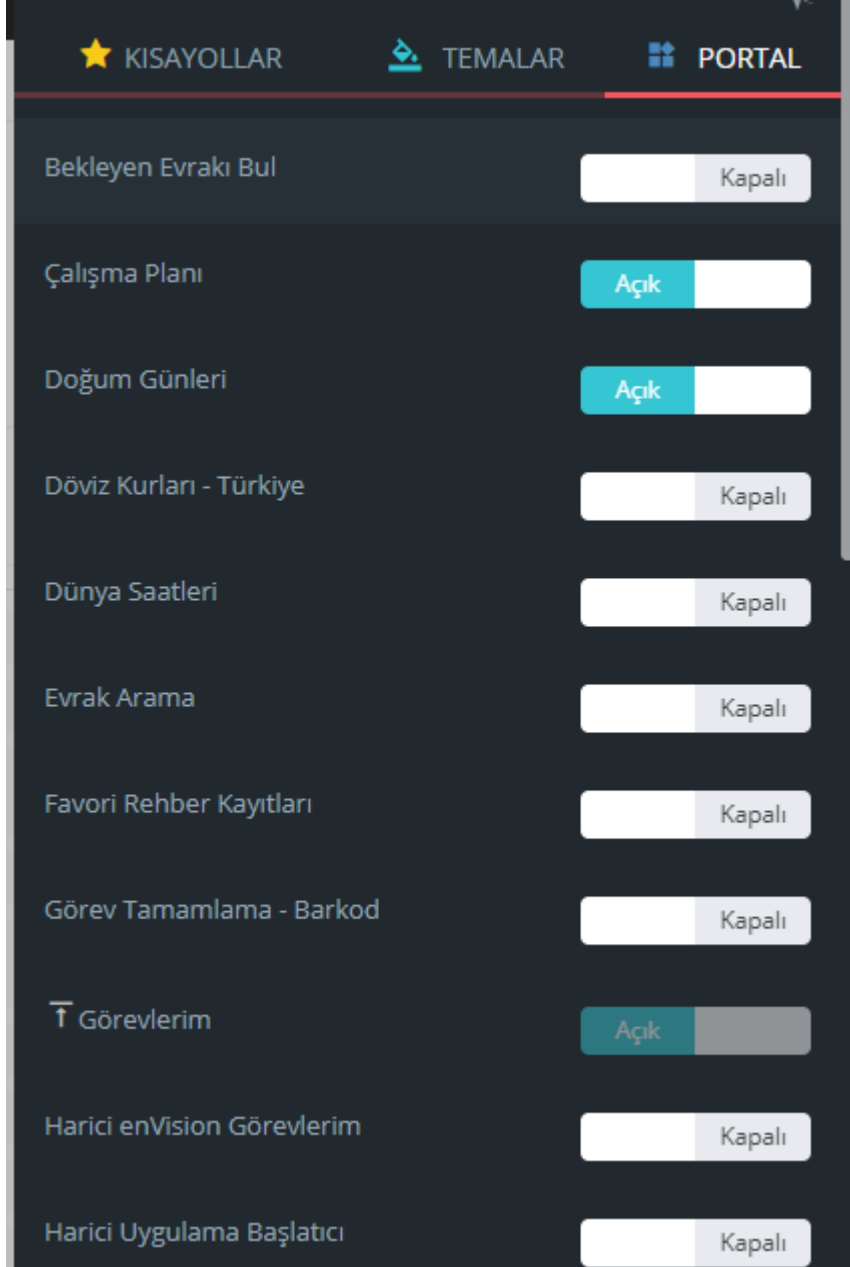 KISAYOLLAR TEMALAR PORTAL
Bekleyen Evrakı Bul Kapalı
Çalışma Planı Açık
Doğum Günleri Açık
Döviz Kurları - Türkiye Kapalı
Dünya Saatleri Kapalı
Evrak Arama Kapalı
Favori Rehber Kayıtları Kapalı
Görev Tamamlama - Barkod Kapalı
Görevlerim Açık
Harici enVision Görevlerim Kapalı
Harici Uygulama Başlatıcı Kapalı